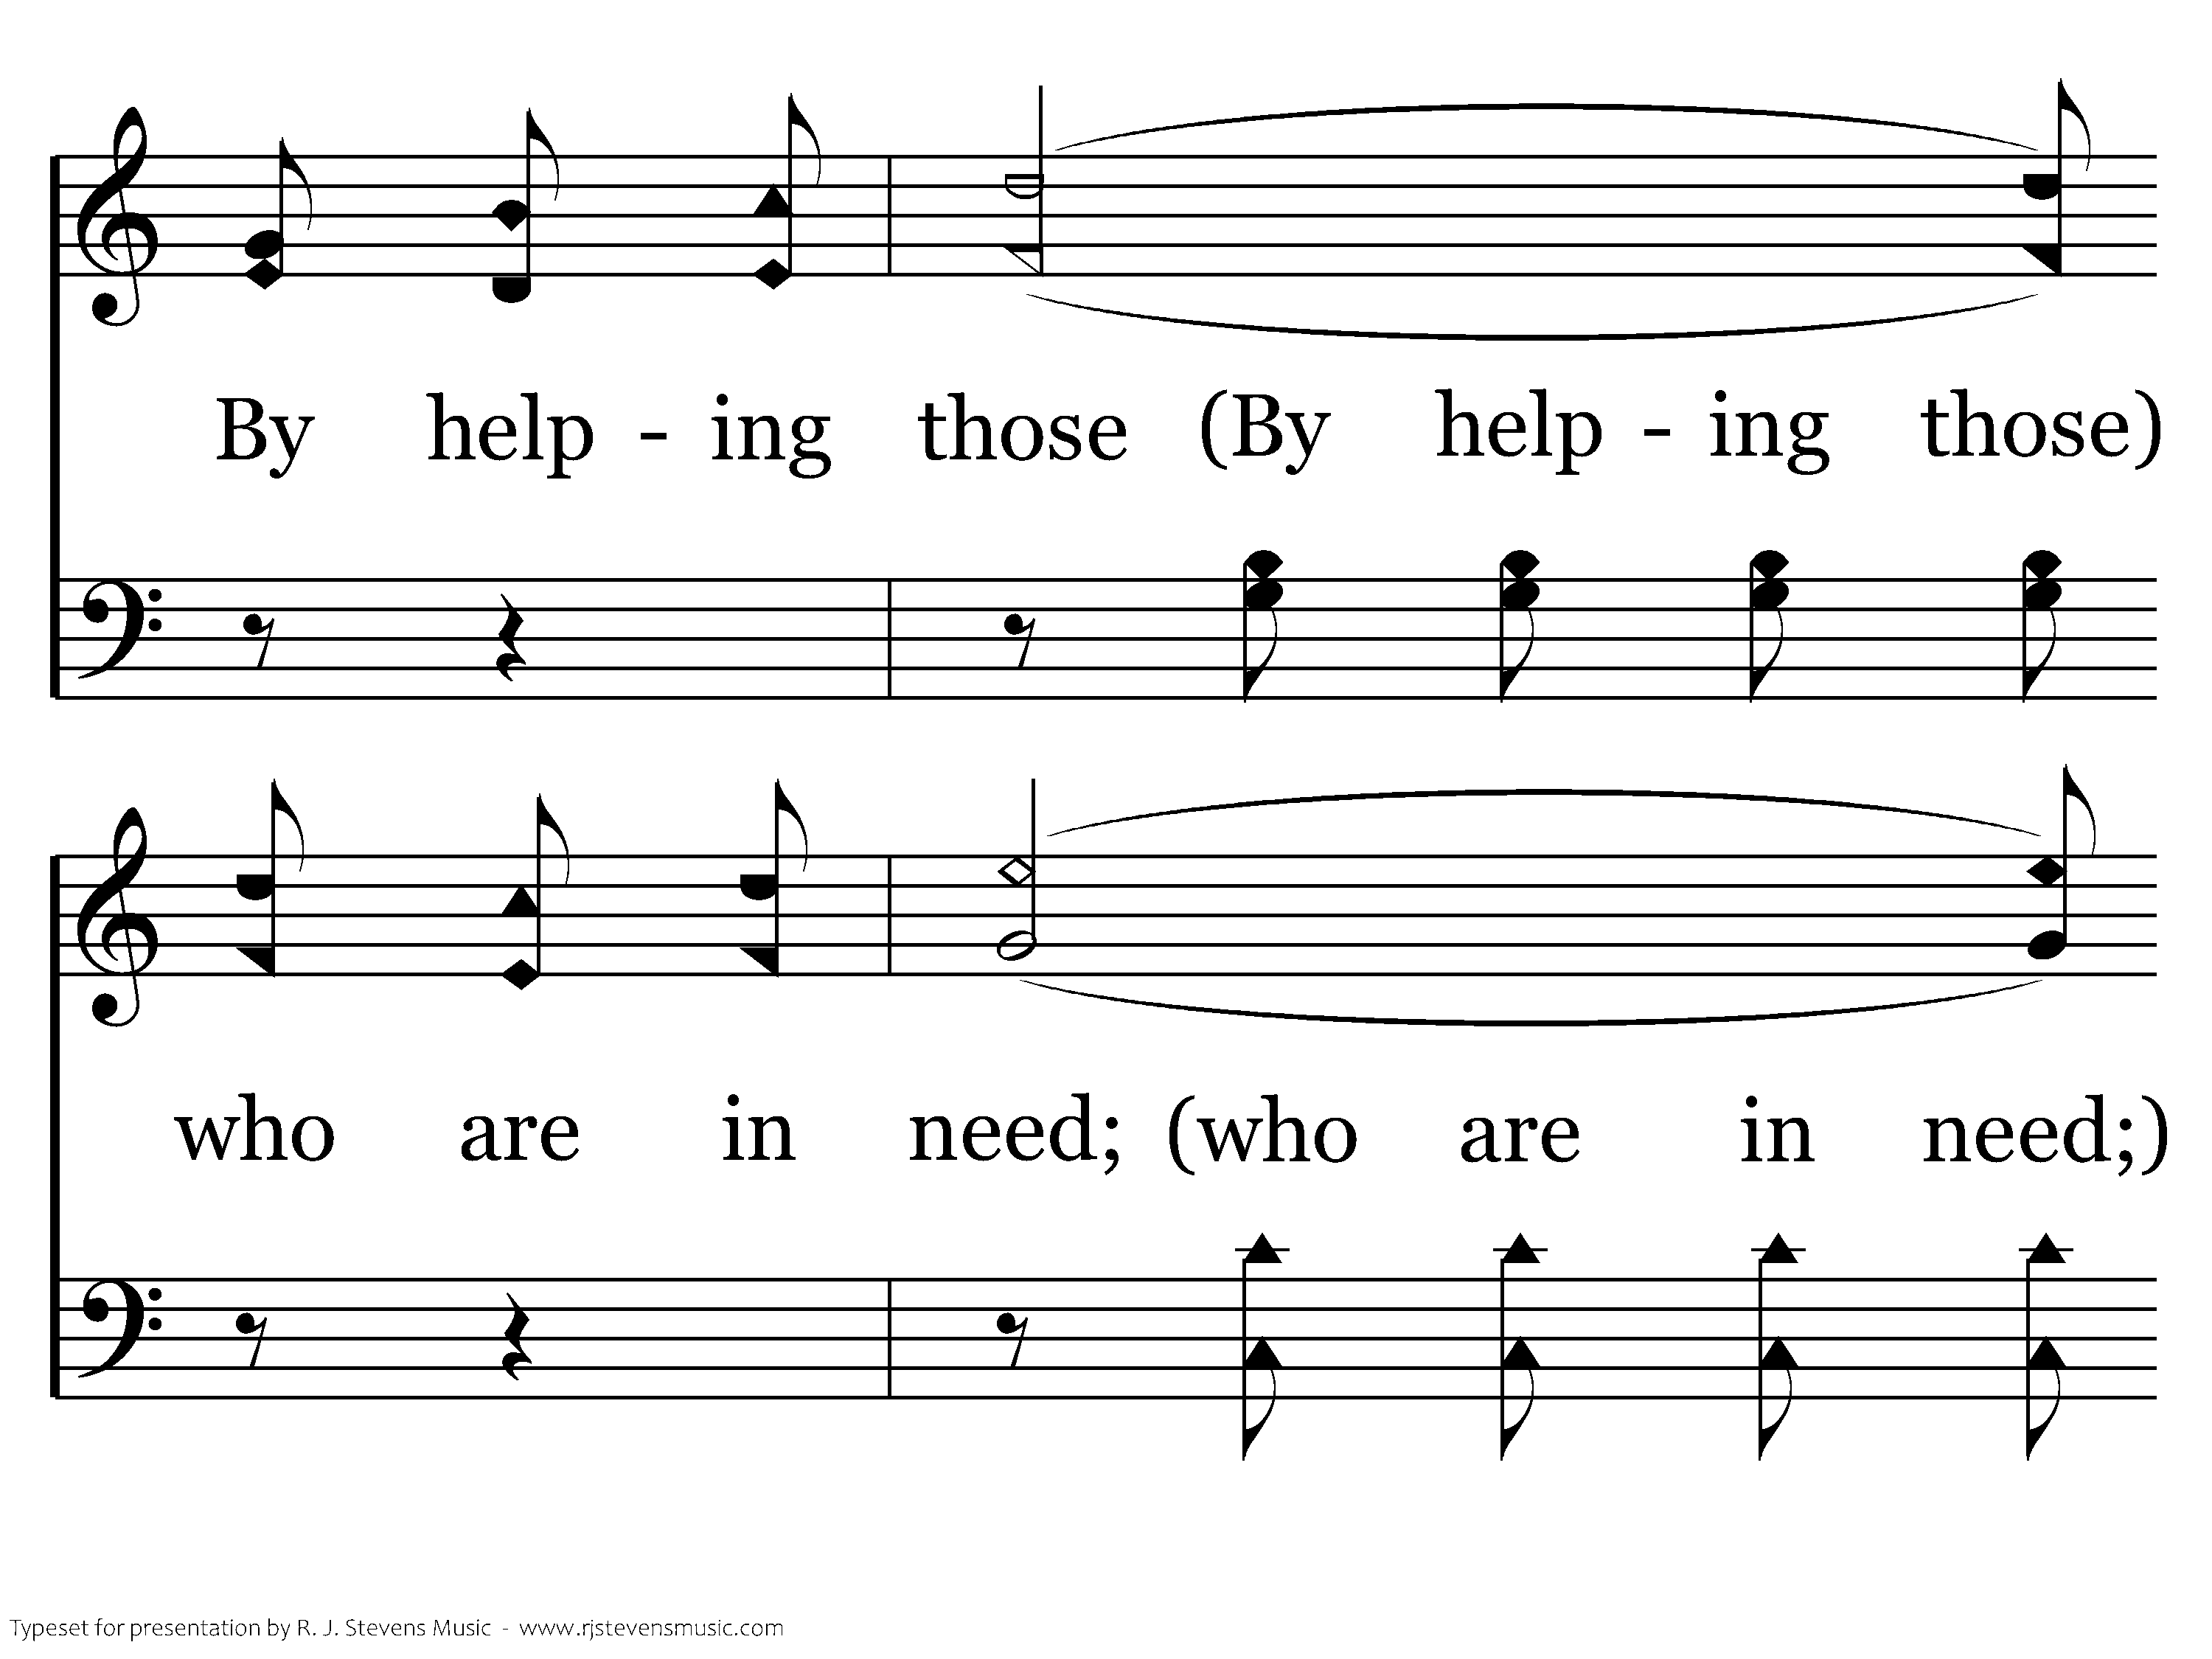 By help - ing those (By help - ing those)
who are in need; (who are in need;)
Typeset for presentation by R. J. Stevens Music - www.rjstevensmusic.com